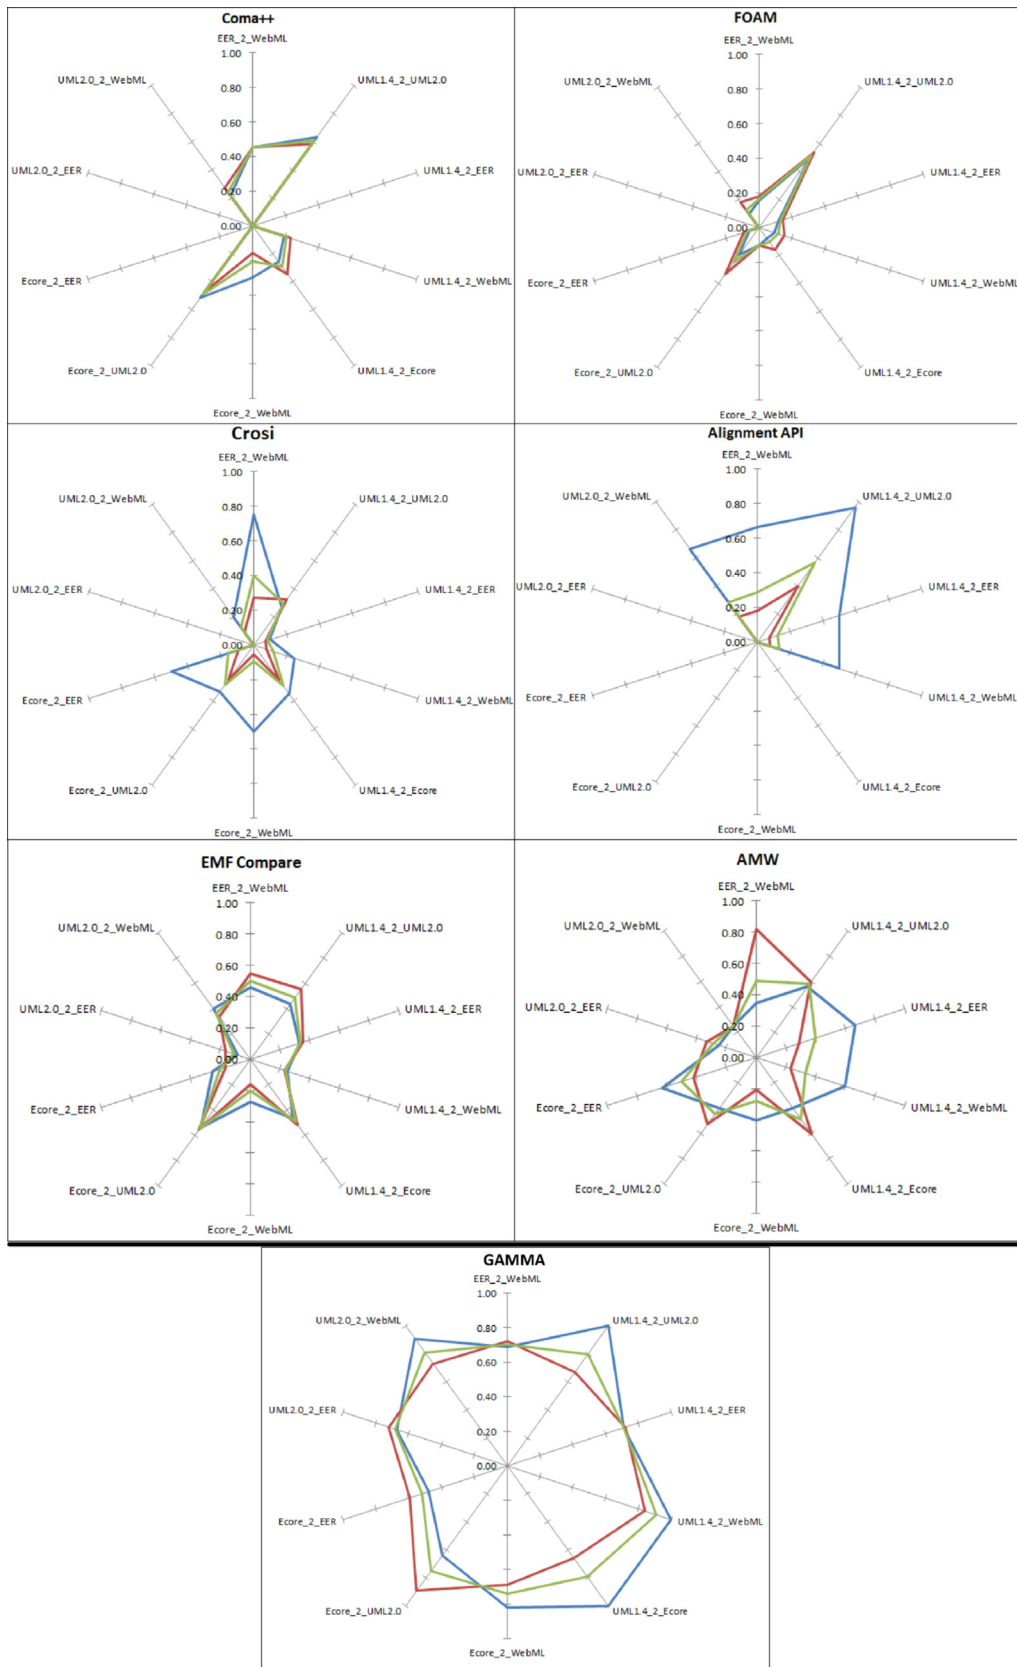 Coma++
EER_2_WebML
1.00
UML2.0_2_WebML
UML1.4_2_UML2.0
0.80
0.60
UML2.0_2_EER
0.40
UML1.4_2_EER
0.20
0.00
Ecore_2_EER
UML1.4_2_WebML
Ecore_2_UML2.0
UML1.4_2_Ecore
Ecore_2_WebML
FOAM
EER_2_WebML
1.00
UML2.0_2_WebML
UML1.4_2_UML2.0
0.80
0.60
UML2.0_2_EER
0.40
UML1.4_2_EER
0.20
0.00
Ecore_2_EER
UML1.4_2_WebML
Ecore_2_UML2.0
UML1.4_2_Ecore
Ecore_2_WebML
Crosi
EER_2_WebML
1.00
UML2.0_2_WebML
UML1.4_2_UML2.0
0.80
0.60
UML2.0_2_EER
0.40
UML1.4_2_EER
0.20
0.00
Ecore_2_EER
UML1.4_2_WebML
Ecore_2_UML2.0
UML1.4_2_Ecore
Ecore_2_WebML
Alignment API
EER_2_WebML
1.00
UML2.0_2_WebML
UML1.4_2_UML2.0
0.80
0.60
UML2.0_2_EER
0.40
UML1.4_2_EER
0.20
0.00
Ecore_2_EER
UML1.4_2_WebML
Ecore_2_UML2.0
UML1.4_2_Ecore
Ecore_2_WebML
EMF Compare
EER_2_WebML
1.00
UML2.0_2_WebML
UML1.4_2_UML2.0
0.80
0.60
UML2.0_2_EER
0.40
UML1.4_2_EER
0.20
0.00
Ecore_2_EER
UML1.4_2_WebML
Ecore_2_UML2.0
UML1.4_2_Ecore
Ecore_2_WebML
AMW
EER_2_WebML
1.00
UML2.0_2_WebML
UML1.4_2_UML2.0
0.80
0.60
UML2.0_2_EER
0.40
UML1.4_2_EER
0.20
0.00
Ecore_2_EER
UML1.4_2_WebML
Ecore_2_UML2.0
UML1.4_2_Ecore
Ecore_2_WebML
GAMMA
EER_2_WebML
1.00
UML2.0_2_WebML
UML1.4_2_UML2.0
0.80
0.60
UML2.0_2_EER
0.40
UML1.4_2_EER
0.20
0.00
Ecore_2_EER
UML1.4_2_WebML
Ecore_2_UML2.0
UML1.4_2_Ecore
Ecore_2_WebML